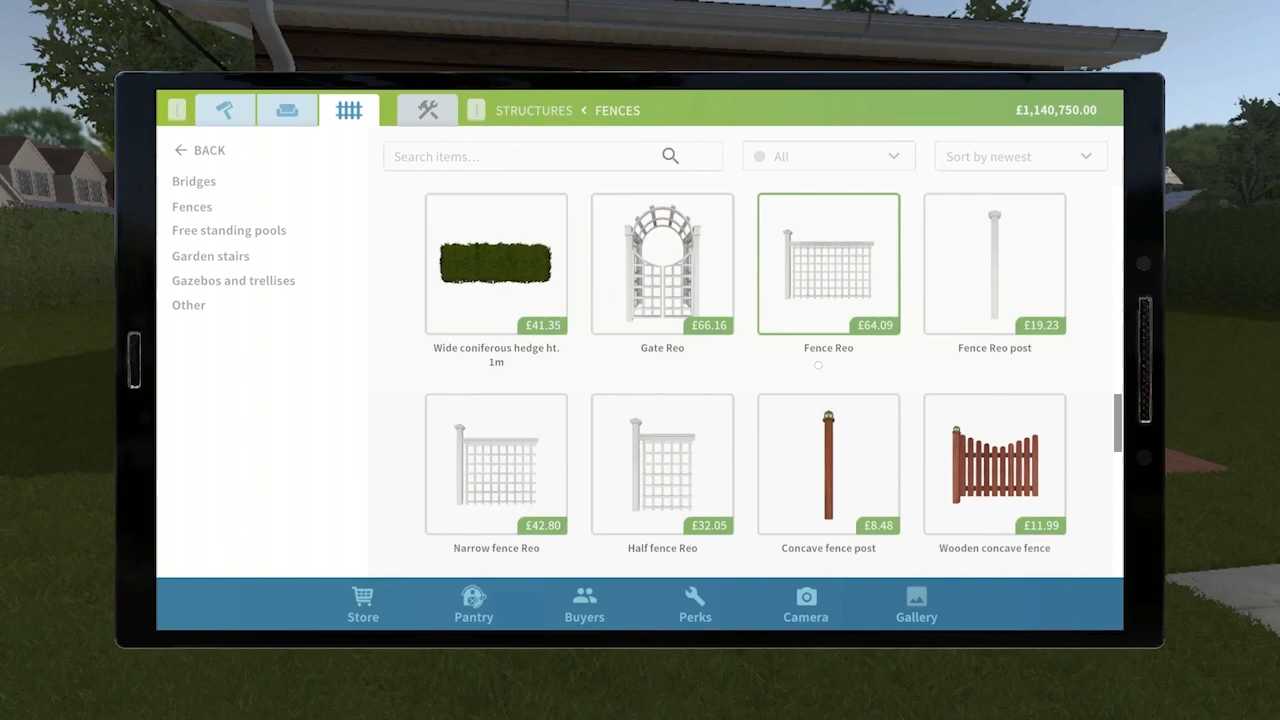 STRUCTURES < FENCES
£1,140,750.00
BACK
Bridges
Fences
Free standing pools
Garden stairs
Gazebos and trellises
Other
Search items...
All
Sort by newest
£41.35
£66.16
£64.09
£19.23
Wide coniferous hedge ht.
1m
Gate Reo
Fence Reo
Fence Reo post
£42.80
£32.05
£8.48
£11.99
Narrow fence Reo
Half fence Reo
Concave fence post
Wooden concave fence
Store
Pantry
Buyers
Perks
Camera
Gallery